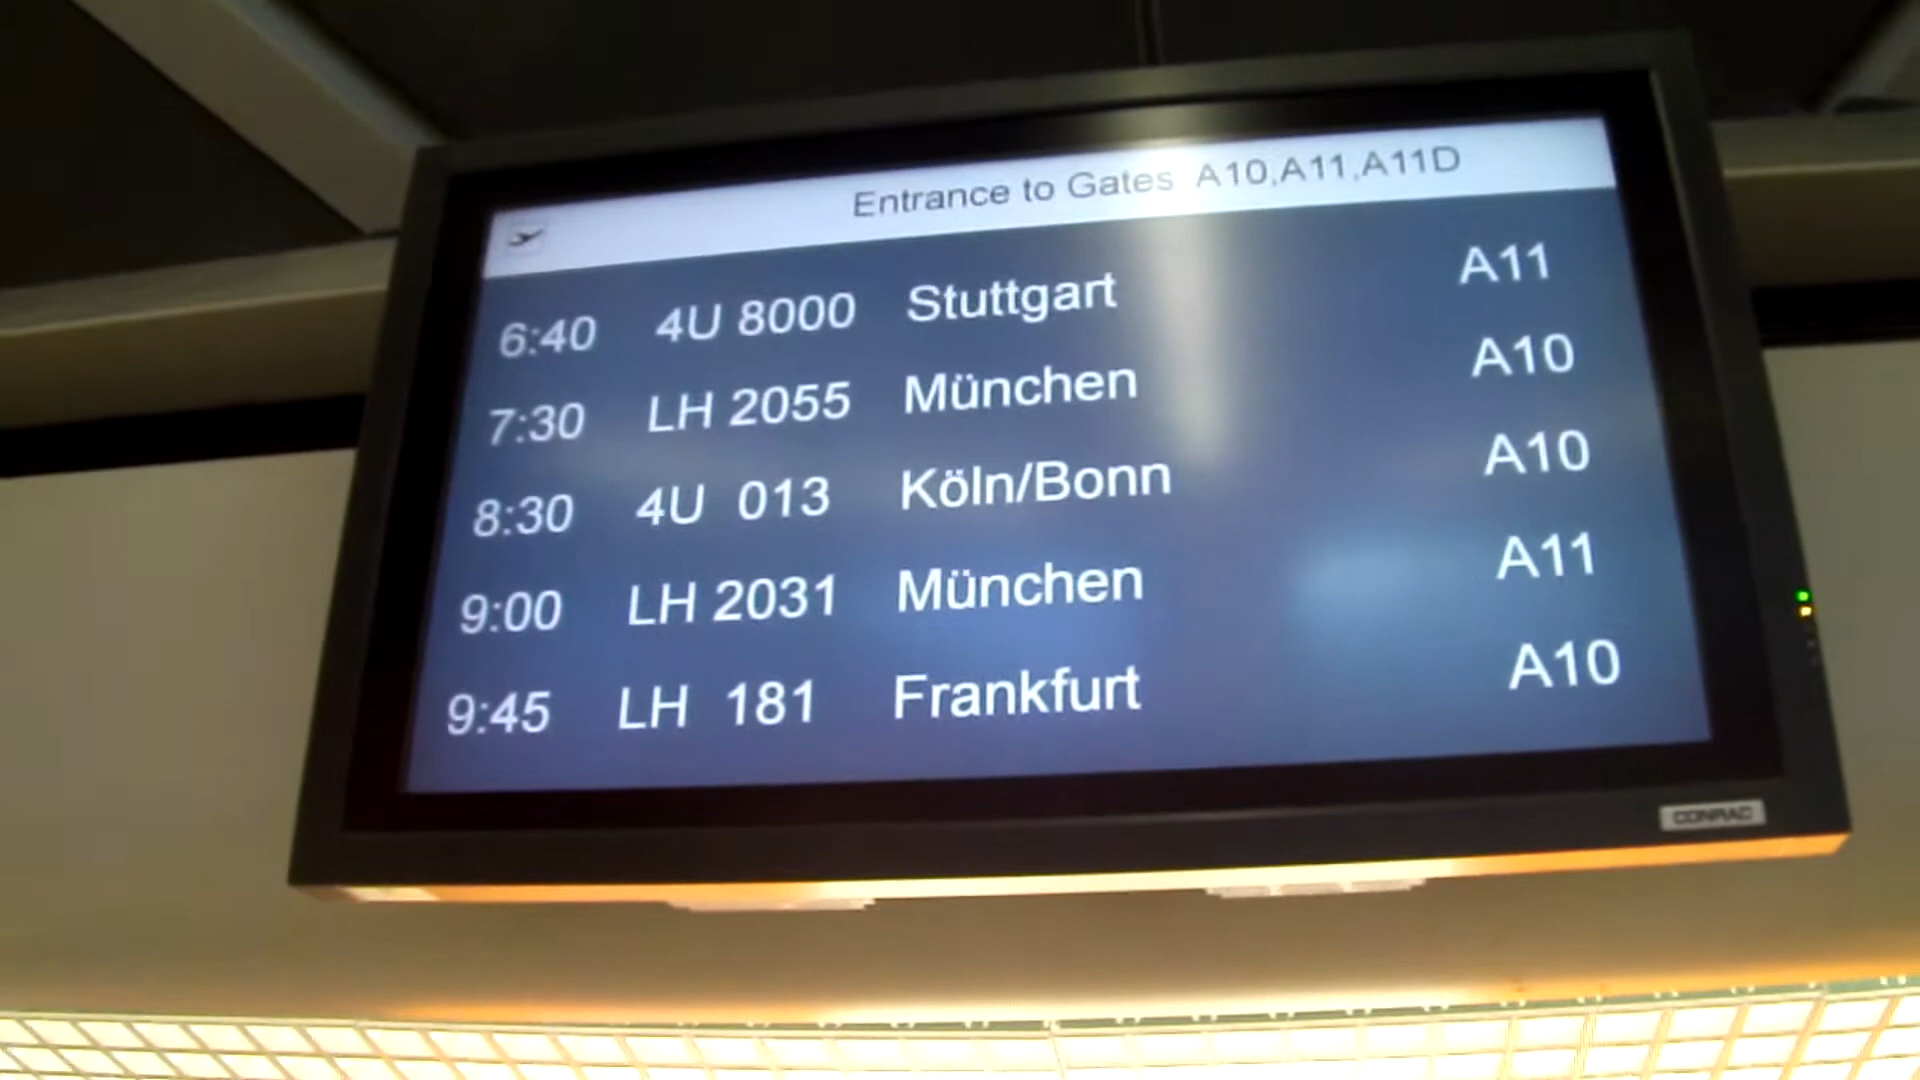 Entrance to Gates A10,A11,A11D
6:40 4U 8000 Stuttgart A11
7:30 LH 2055 München A10
8:30 4U 013 Köln/Bonn A10
9:00 LH 2031 München A11
9:45 LH 181 Frankfurt A10
CONRAC